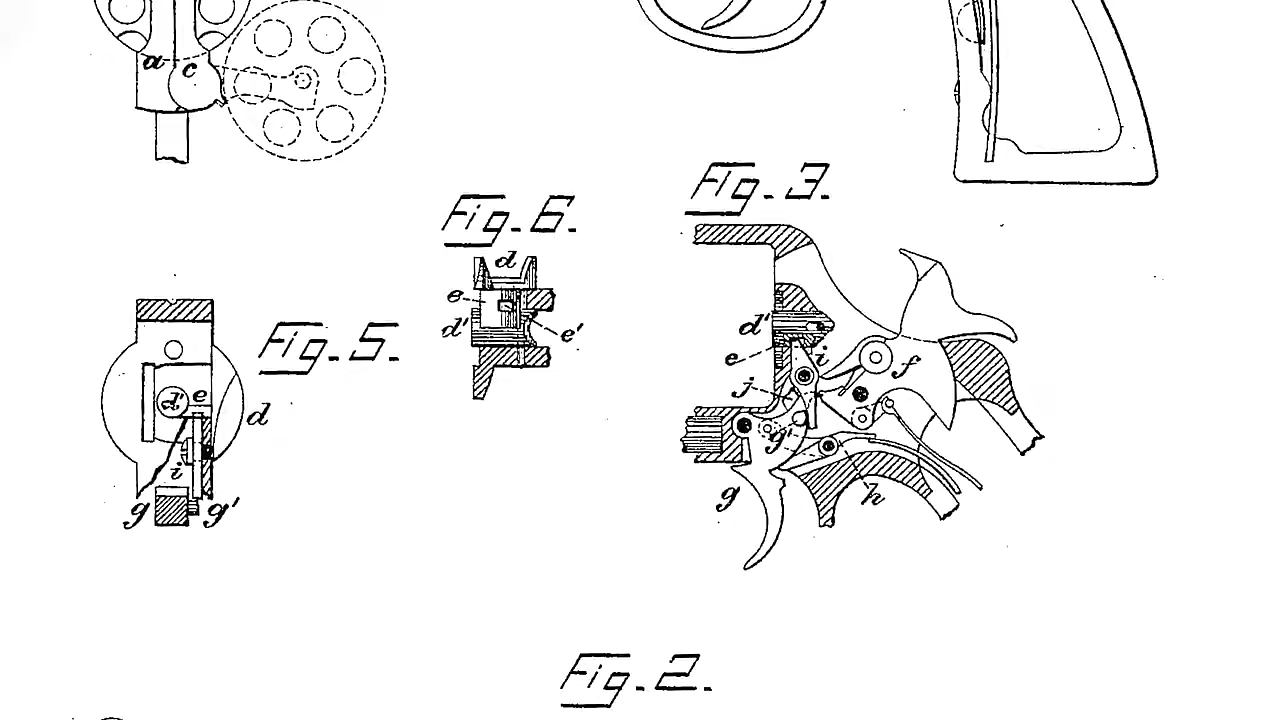 a c
Fig. 3.
Fig. 6.
d
e
d' e'
d'
e i f
j
g'
g h
Fig. 5.
d' e d
i
g g'
Fig. 2.